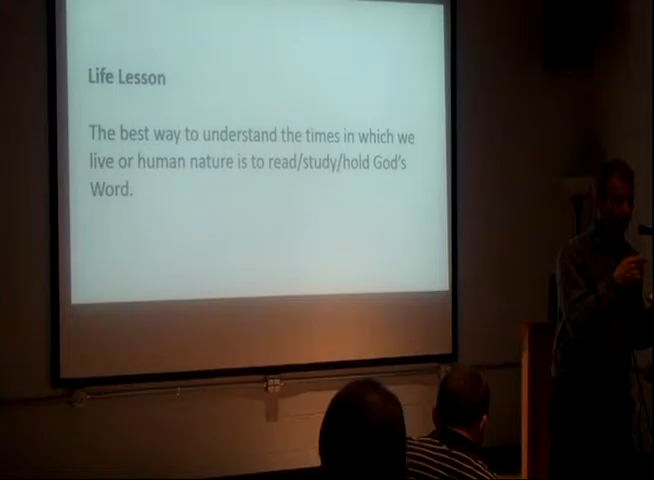 Life Lesson
The best way to understand the times in which we
live or human nature is to read/study/hold God's
Word.